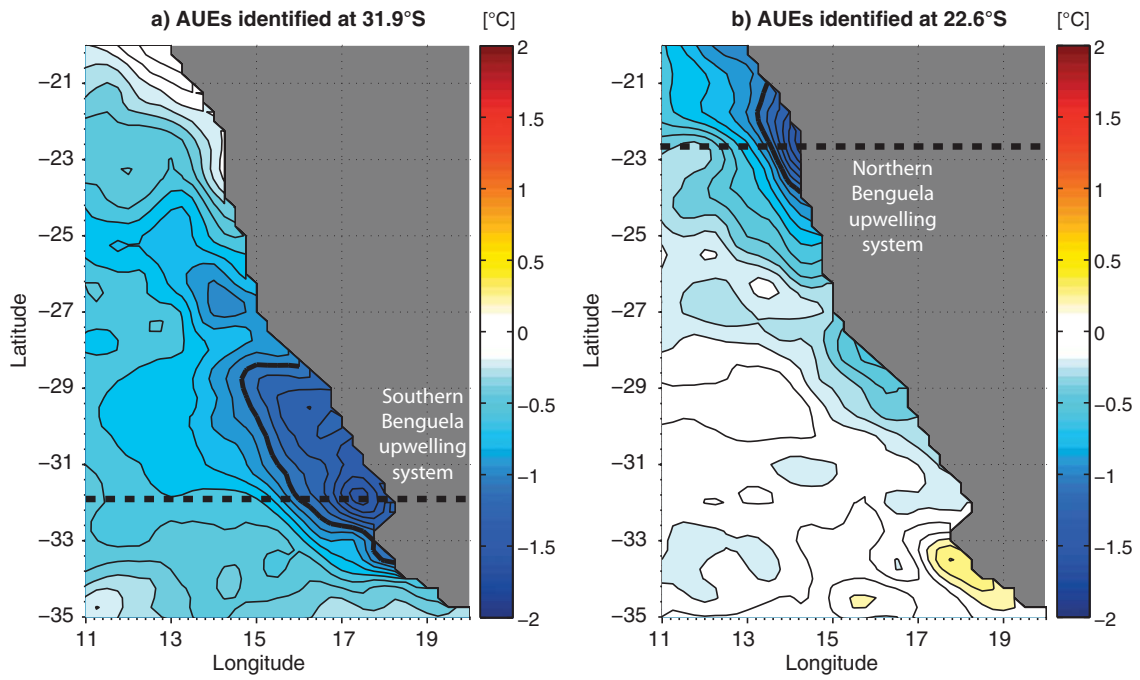 a) AUEs identified at 31.9°S [°C]
−21
−23
−25
−27
−29
−31
−33
−35
Latitude
11 13 15 17 19
Longitude
Southern
Benguela
upwelling
system
2
1.5
1
0.5
0
−0.5
−1
−1.5
−2
b) AUEs identified at 22.6°S [°C]
−21
−23
−25
−27
−29
−31
−33
−35
Latitude
11 13 15 17 19
Longitude
Northern
Benguela
upwelling
system
2
1.5
1
0.5
0
−0.5
−1
−1.5
−2